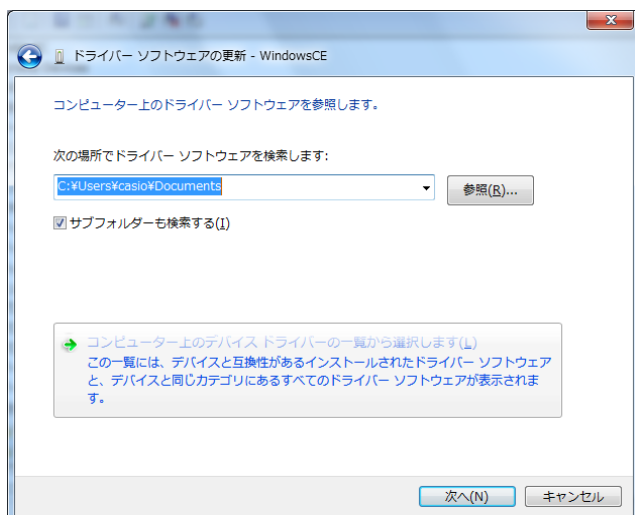 ドライバー ソフトウェアの更新 - WindowsCE
コンピューター上のドライバー ソフトウェアを参照します。
次の場所でドライバー ソフトウェアを検索します:
C:¥Users¥casio¥Documents
参照(R)...
サブフォルダーも検索する(I)
コンピューター上のデバイス ドライバーの一覧から選択します(L)
この一覧には、デバイスと互換性があるインストールされたドライバー ソフトウェア
と、デバイスと同じカテゴリにあるすべてのドライバー ソフトウェアが表示されま
す。
次へ(N)
キャンセル